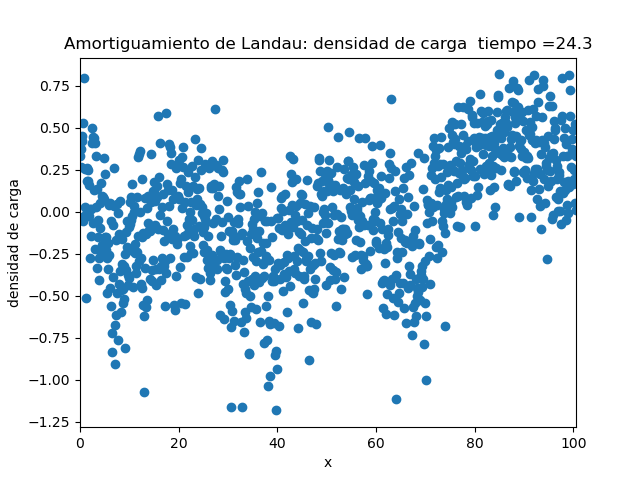 Amortiguamiento de Landau: densidad de carga  tiempo =24.3
densidad de carga
0.75
0.50
0.25
0.00
−0.25
−0.50
−0.75
−1.00
−1.25
0 20 40 60 80 100
x